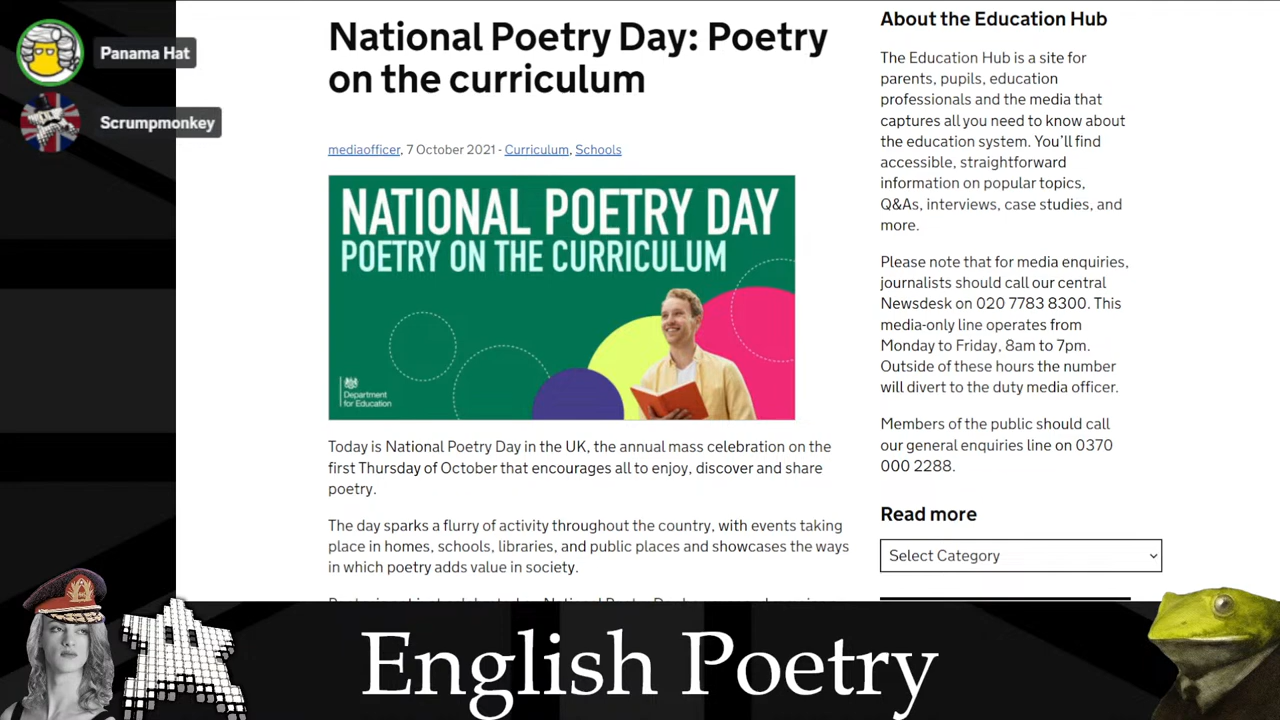 Panama Hat
Scrumpmonkey
National Poetry Day: Poetry
on the curriculum
mediaofficer, 7 October 2021 - Curriculum, Schools
NATIONAL POETRY DAY
POETRY ON THE CURRICULUM
Department
for Education
Today is National Poetry Day in the UK, the annual mass celebration on the
first Thursday of October that encourages all to enjoy, discover and share
poetry.
The day sparks a flurry of activity throughout the country, with events taking
place in homes, schools, libraries, and public places and showcases the ways
in which poetry adds value in society.
About the Education Hub
The Education Hub is a site for
parents, pupils, education
professionals and the media that
captures all you need to know about
the education system. You’ll find
accessible, straightforward
information on popular topics,
Q&As, interviews, case studies, and
more.
Please note that for media enquiries,
journalists should call our central
Newsdesk on 020 7783 8300. This
media-only line operates from
Monday to Friday, 8am to 7pm.
Outside of these hours the number
will divert to the duty media officer.
Members of the public should call
our general enquiries line on 0370
000 2288.
Read more
Select Category
English Poetry